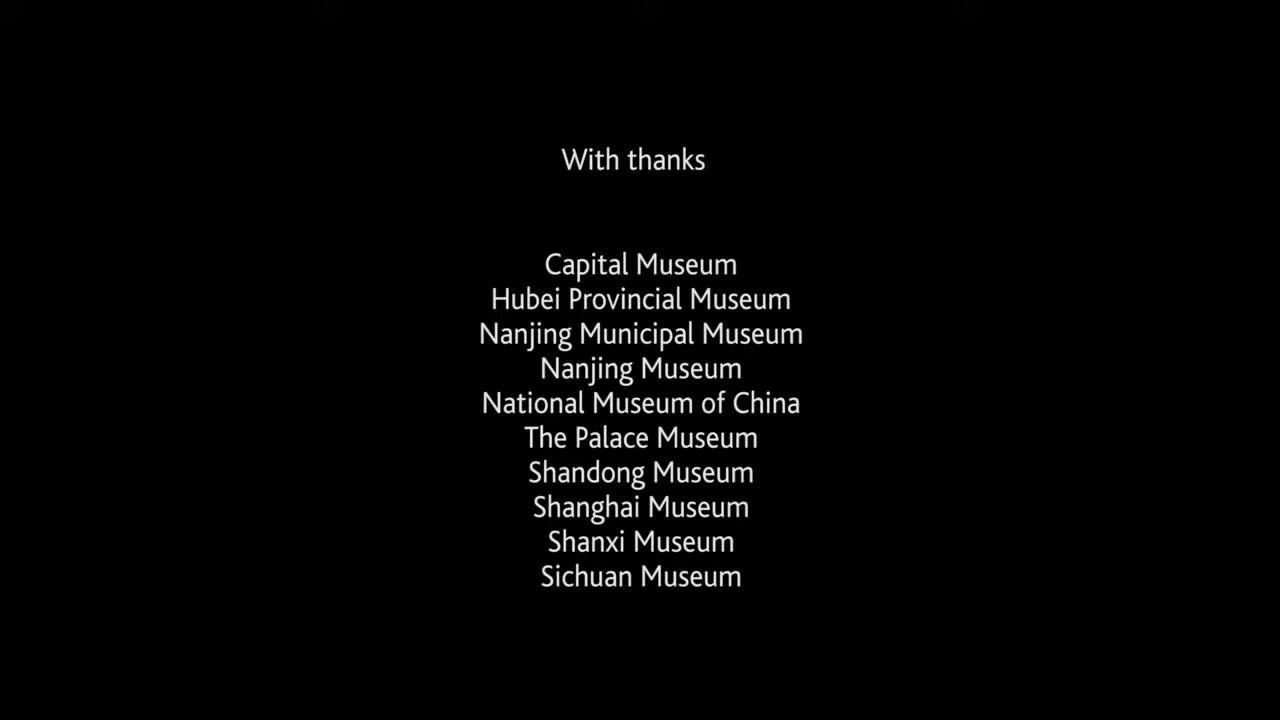 With thanks
Capital Museum
Hubei Provincial Museum
Nanjing Municipal Museum
Nanjing Museum
National Museum of China
The Palace Museum
Shandong Museum
Shanghai Museum
Shanxi Museum
Sichuan Museum